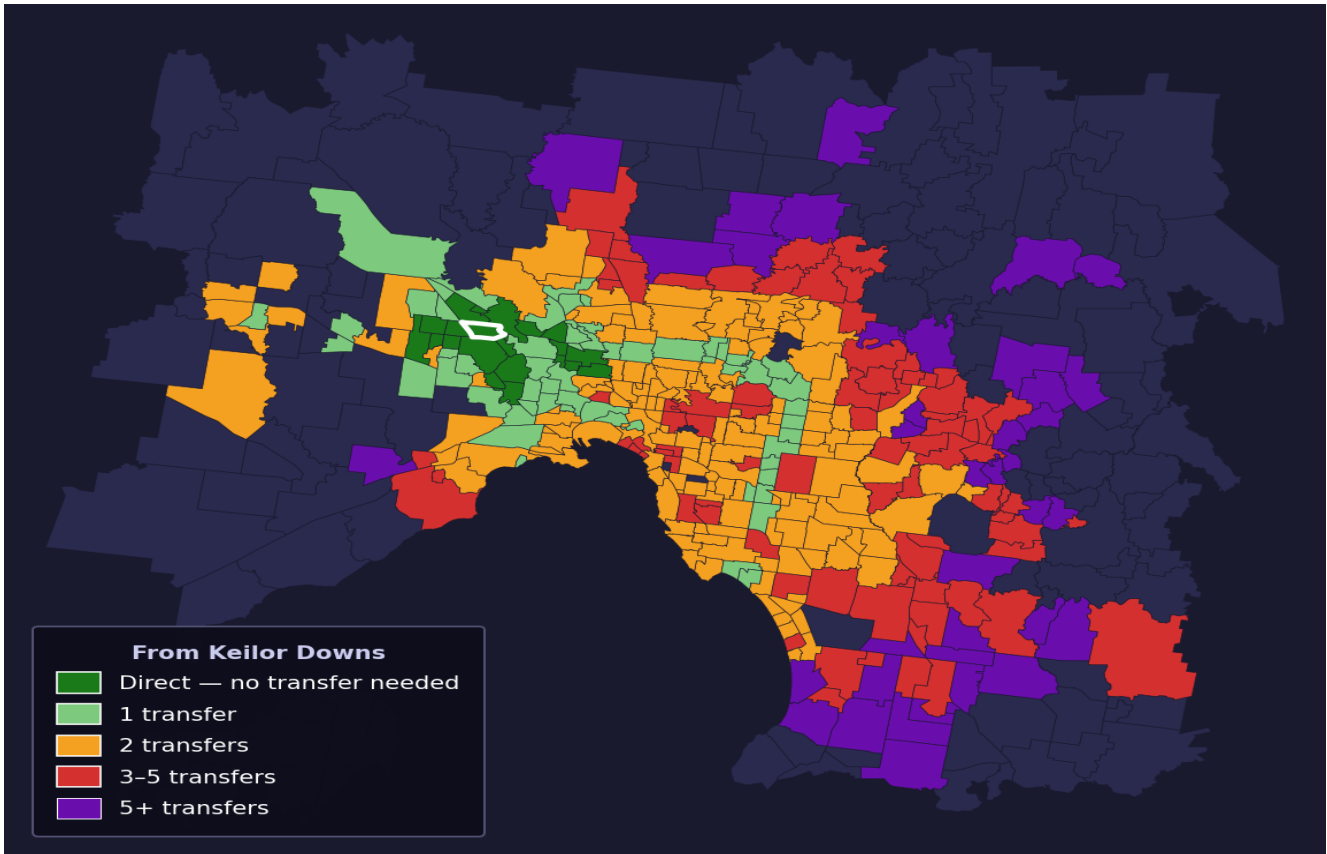 From Keilor Downs
Direct — no transfer needed
1 transfer
2 transfers
3–5 transfers
5+ transfers